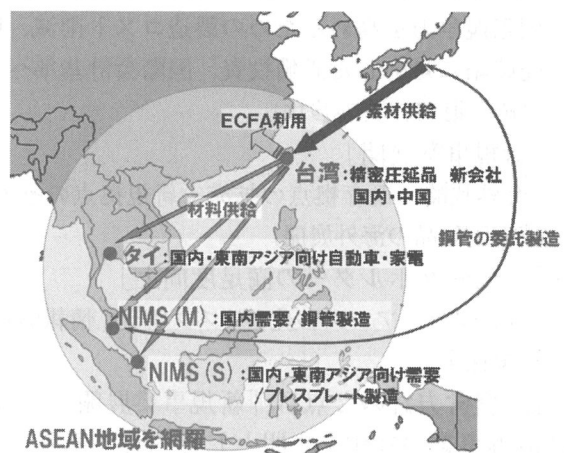 ECFA利用
素材供給
台湾:精密圧延品 新会社
国内・中国
材料供給
鋼管の委託製造
タイ:国内・東南アジア向け自動車・家電
NIMS(M):国内需要/鋼管製造
NIMS(S):国内・東南アジア向け需要
/プレスプレート製造
ASEAN地域を網羅